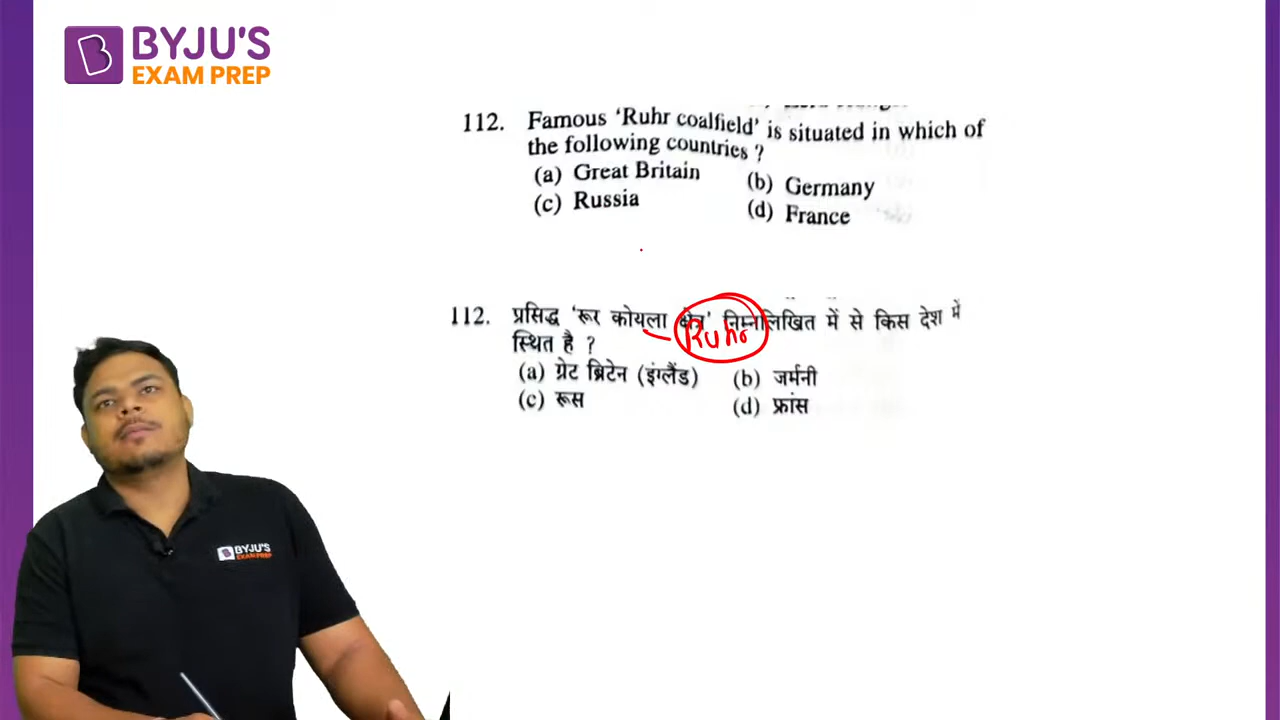 BYJU'S
EXAM PREP
112. Famous ‘Ruhr coalfield’ is situated in which of
the following countries ?
(a) Great Britain (b) Germany
(c) Russia (d) France
112. प्रसिद्ध ‘रूर कोयला क्षेत्र’ निम्नलिखित में से किस देश में
स्थित है ?
Ruhr
(a) ग्रेट ब्रिटेन (इंग्लैंड) (b) जर्मनी
(c) रूस (d) फ्रांस
BYJU'S
EXAM PREP